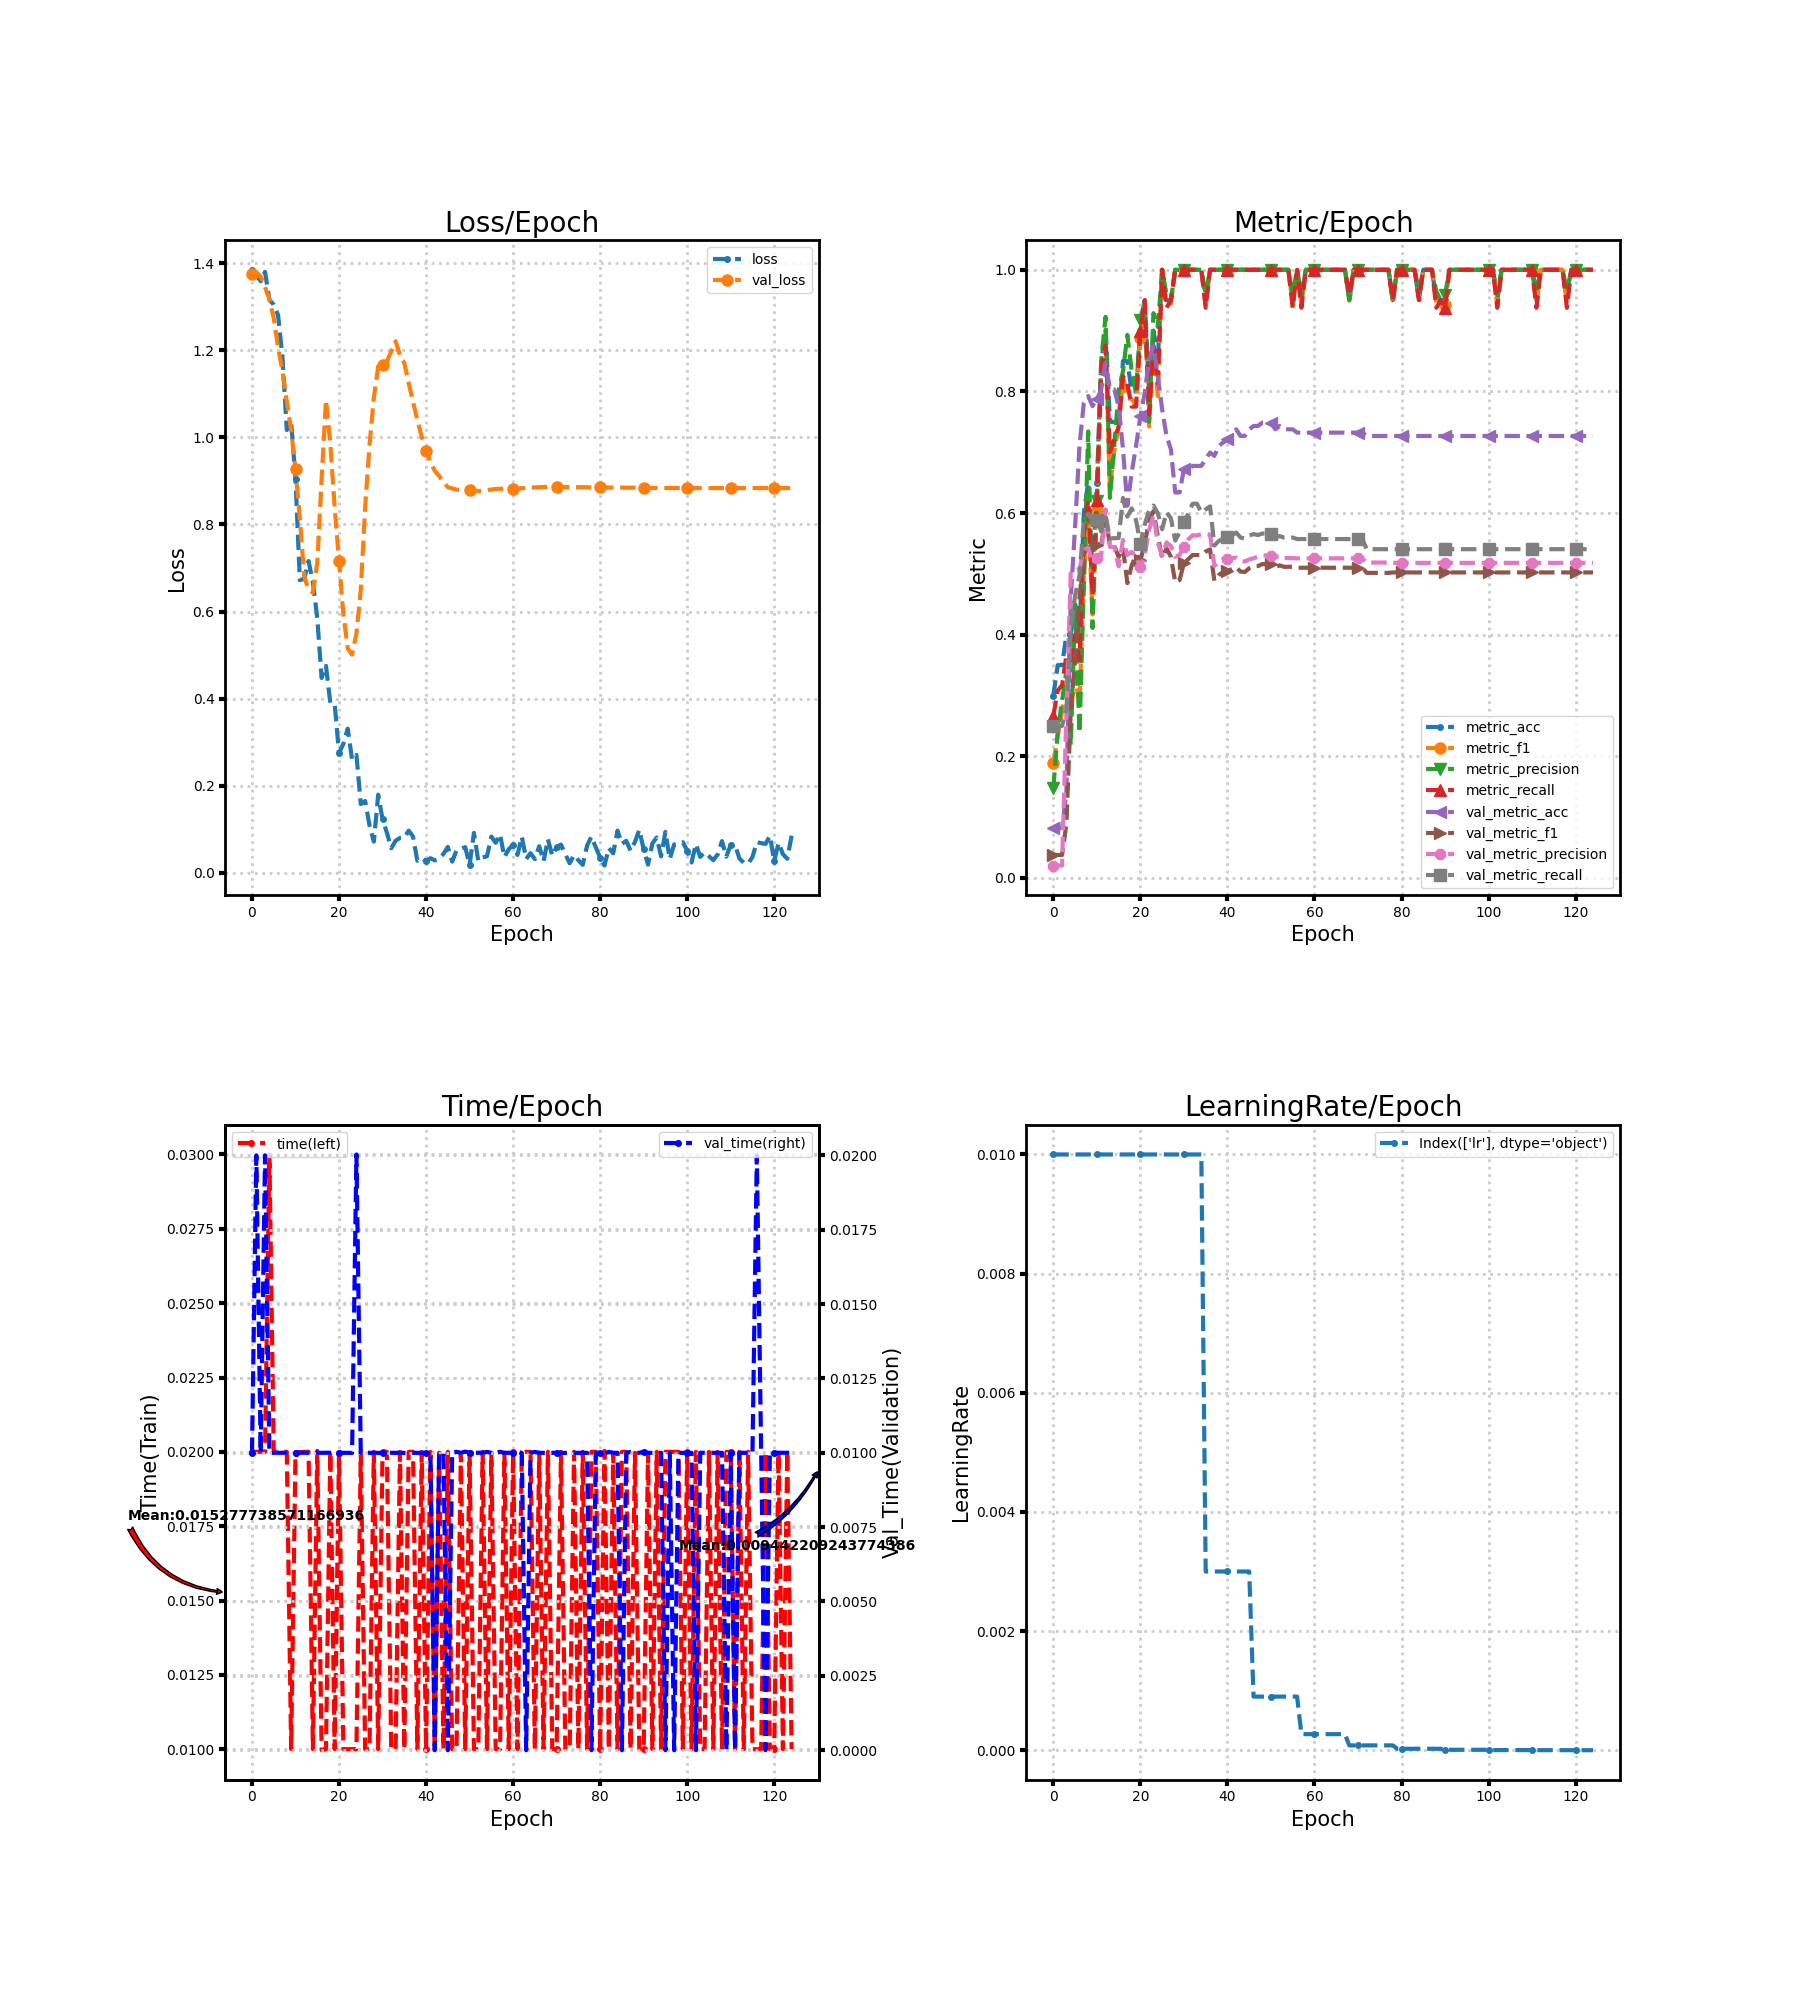 Loss/Epoch
1.4
1.2
1.0
0.8
0.6
0.4
0.2
0.0
Loss
loss
val_loss
0 20 40 60 80 100 120
Epoch
Metric/Epoch
1.0
0.8
0.6
0.4
0.2
0.0
Metric
metric_acc
metric_f1
metric_precision
metric_recall
val_metric_acc
val_metric_f1
val_metric_precision
val_metric_recall
0 20 40 60 80 100 120
Epoch
Time/Epoch
time(left)
val_time(right)
0.0300
0.0275
0.0250
0.0225
0.0200
0.0175
0.0150
0.0125
0.0100
Time(Train)
Mean:0.015277738571166936
0.0200
0.0175
0.0150
0.0125
0.0100
0.0075
0.0050
0.0025
0.0000
Val_Time(Validation)
0 20 40 60 80 100 120
Epoch
LearningRate/Epoch
Index(['lr'], dtype='object')
0.010
0.008
0.006
0.004
0.002
0.000
LearningRate
0 20 40 60 80 100 120
Epoch